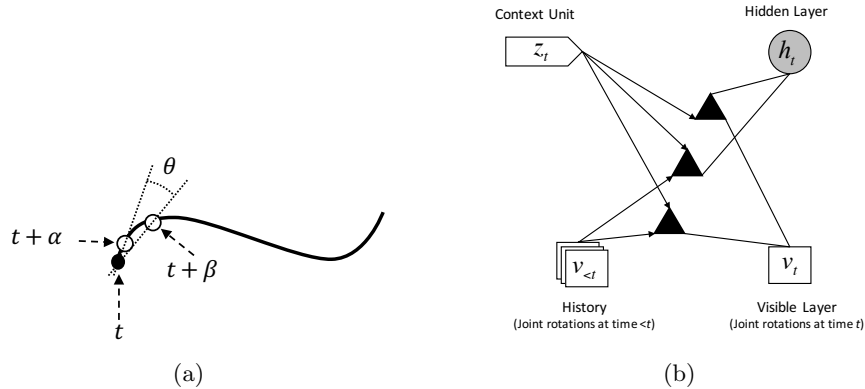 θ
t + α
t + β
t
(a)
Context Unit
z_t
Hidden Layer
h_t
v_{<t}
v_t
History
(Joint rotations at time <t)
Visible Layer
(Joint rotations at time t)
(b)